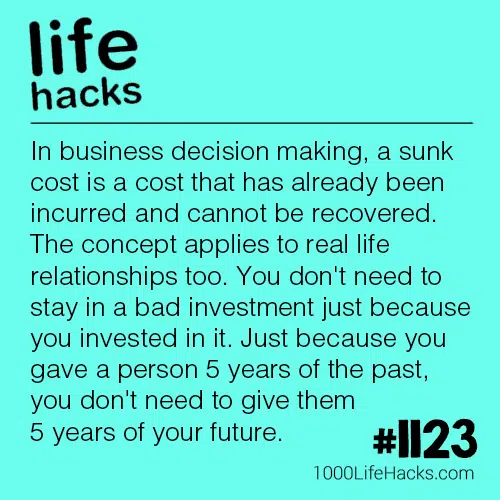 life
hacks
In business decision making, a sunk
cost is a cost that has already been
incurred and cannot be recovered.
The concept applies to real life
relationships too. You don't need to
stay in a bad investment just because
you invested in it. Just because you
gave a person 5 years of the past,
you don't need to give them
5 years of your future.
#1123
1000LifeHacks.com